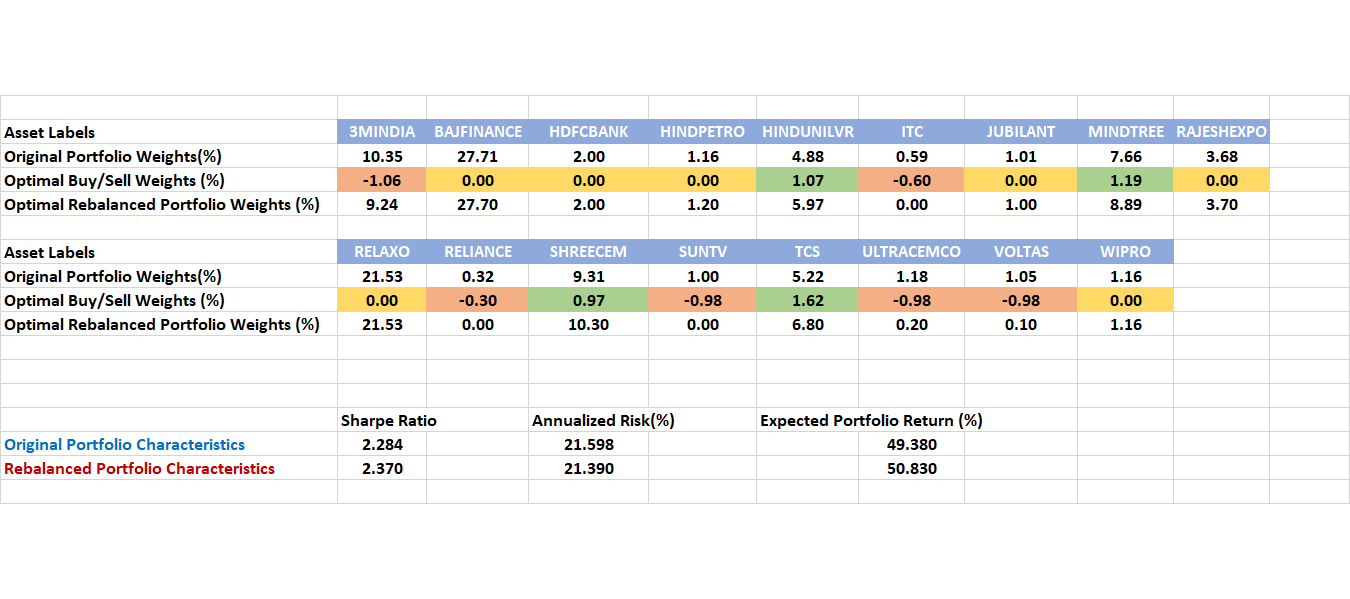 Asset Labels 3MINDIA BAJFINANCE HDFCBANK HINDPETRO HINDUNILVR ITC JUBILANT MINDTREE RAJESHEXPO
Original Portfolio Weights(%) 10.35 27.71 2.00 1.16 4.88 0.59 1.01 7.66 3.68
Optimal Buy/Sell Weights (%) -1.06 0.00 0.00 0.00 1.07 -0.60 0.00 1.19 0.00
Optimal Rebalanced Portfolio Weights (%) 9.24 27.70 2.00 1.20 5.97 0.00 1.00 8.89 3.70
Asset Labels RELAXO RELIANCE SHREECEM SUNTV TCS ULTRACEMCO VOLTAS WIPRO
Original Portfolio Weights(%) 21.53 0.32 9.31 1.00 5.22 1.18 1.05 1.16
Optimal Buy/Sell Weights (%) 0.00 -0.30 0.97 -0.98 1.62 -0.98 -0.98 0.00
Optimal Rebalanced Portfolio Weights (%) 21.53 0.00 10.30 0.00 6.80 0.20 0.10 1.16
Sharpe Ratio Annualized Risk(%) Expected Portfolio Return (%)
Original Portfolio Characteristics 2.284 21.598 49.380
Rebalanced Portfolio Characteristics 2.370 21.390 50.830